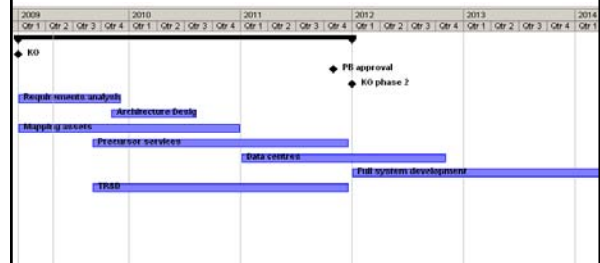 2009 2010 2011 2012 2013 2014
Qtr 1 Qtr 2 Qtr 3 Qtr 4 Qtr 1 Qtr 2 Qtr 3 Qtr 4 Qtr 1 Qtr 2 Qtr 3 Qtr 4 Qtr 1 Qtr 2 Qtr 3 Qtr 4 Qtr 1 Qtr 2 Qtr 3 Qtr 4 Qtr 1
KO
PB approval
KO phase 2
Requirements analysis
Architecture Desig
Mapping assets
Precursor services
Data centres
Full system development
TR&D